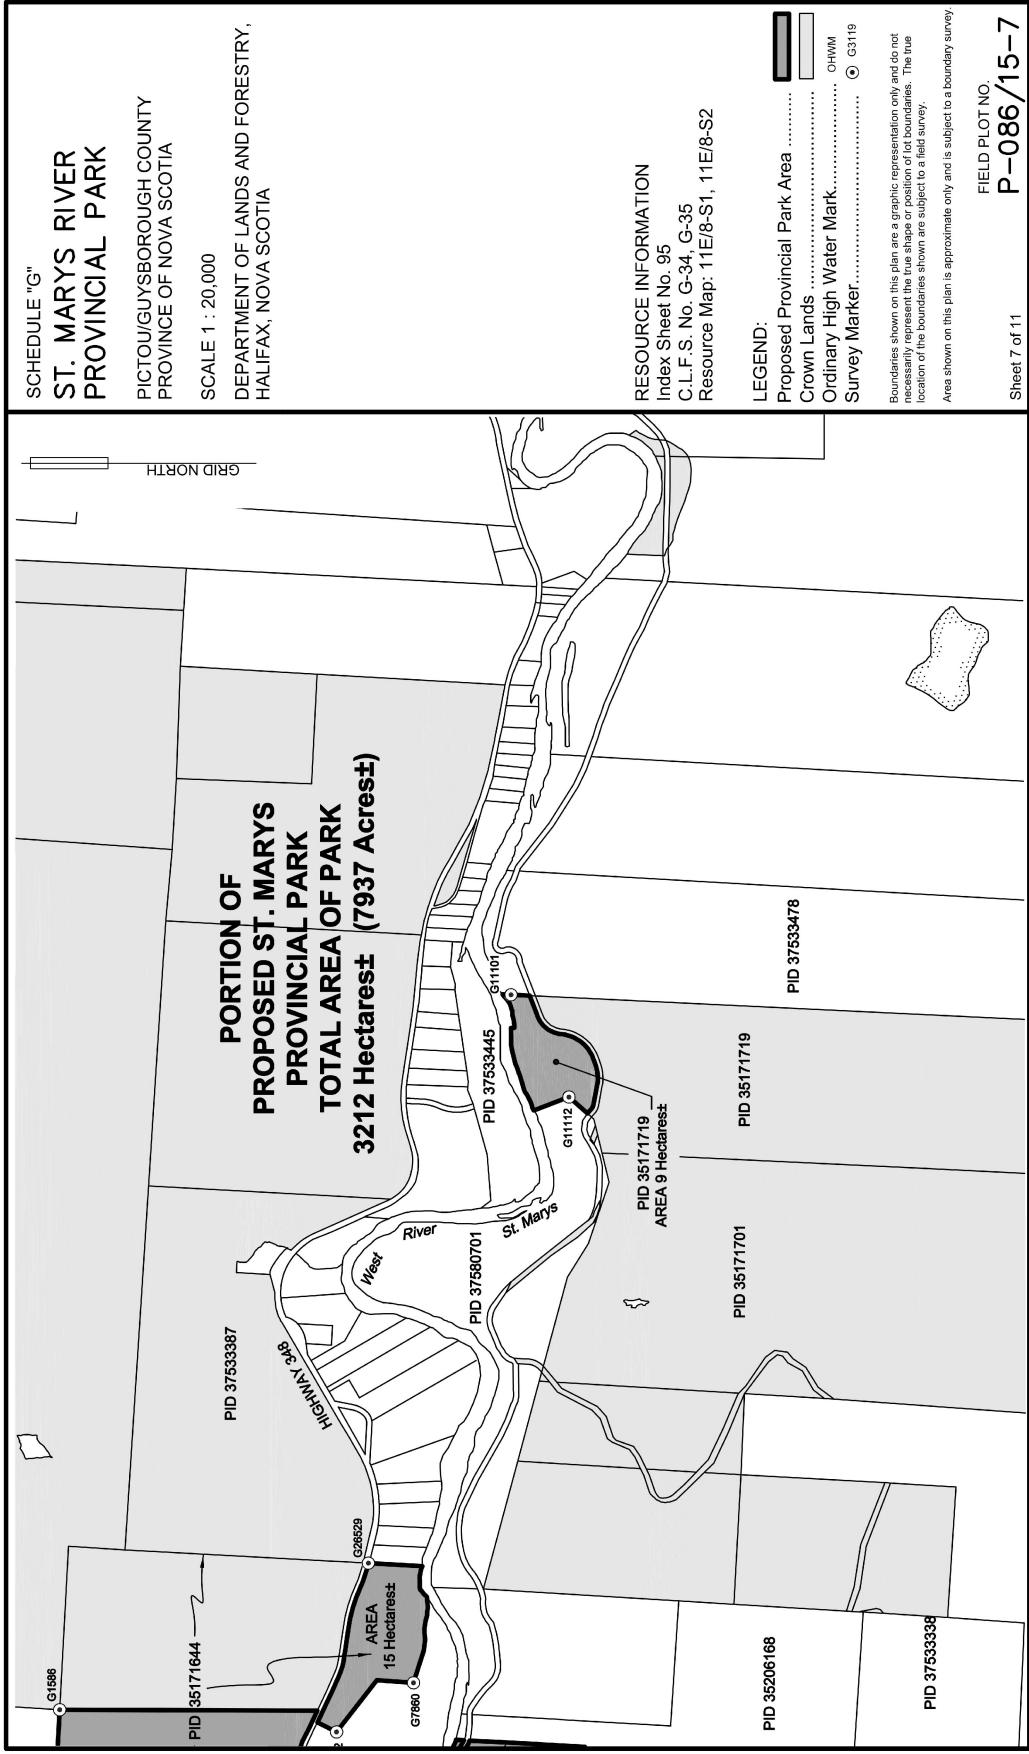 SCHEDULE "G"
ST. MARYS RIVER
PROVINCIAL PARK
PICTOU/GUYSBOROUGH COUNTY
PROVINCE OF NOVA SCOTIA
SCALE 1 : 20,000
DEPARTMENT OF LANDS AND FORESTRY,
HALIFAX, NOVA SCOTIA
RESOURCE INFORMATION
Index Sheet No. 95
C.L.F.S. No. G-34, G-35
Resource Map: 11E/8-S1, 11E/8-S2
LEGEND:
Proposed Provincial Park Area ..........
Crown Lands ....................................
Ordinary High Water Mark.................. OHWM
Survey Marker................................... G3119
Boundaries shown on this plan are a graphic representation only and do not
necessarily represent the true shape or position of lot boundaries. The true
location of the boundaries shown are subject to a field survey.
Area shown on this plan is approximate only and is subject to a boundary survey.
FIELD PLOT NO.
P-086/15-7
Sheet 7 of 11
GRID NORTH
PORTION OF
PROPOSED ST. MARYS
PROVINCIAL PARK
TOTAL AREA OF PARK
3212 Hectares± (7937 Acres±)
G1586
PID 35171644
AREA
15 Hectares±
G26529
G7860
2
PID 37533387
HIGHWAY 348
West
River
St. Marys
PID 37580701
PID 37533445
G11101
G11112
PID 35171719
AREA 9 Hectares±
PID 37533478
PID 35171719
PID 35171701
PID 35206168
PID 37533338